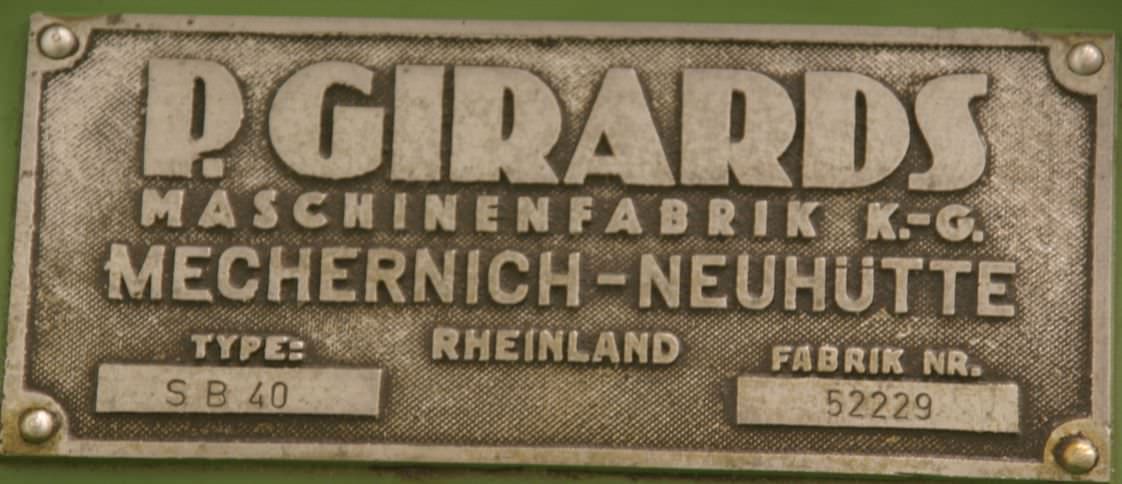 P. GIRARDS
MASCHINENFABRIK K.-G.
MECHERNICH-NEUHÜTTE
RHEINLAND
TYPE:
S B 40
FABRIK NR.
52229